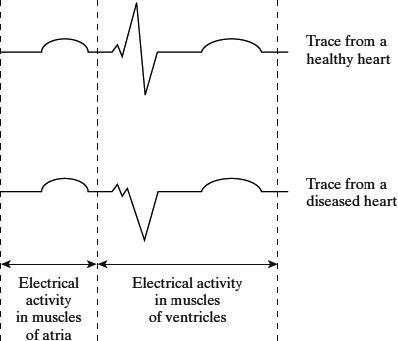 Trace from a
healthy heart
Trace from a
diseased heart
Electrical
activity
in muscles
of atria
Electrical activity
in muscles
of ventricles